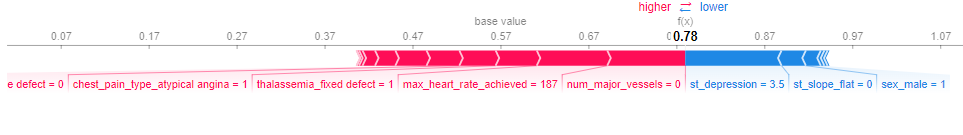 higher ⇄ lower
base value f(x)
0.07 0.17 0.27 0.37 0.47 0.57 0.67 0.78 0.87 0.97 1.07
e defect = 0 chest_pain_type_atypical angina = 1 thalassemia_fixed defect = 1 max_heart_rate_achieved = 187 num_major_vessels = 0 st_depression = 3.5 st_slope_flat = 0 sex_male = 1